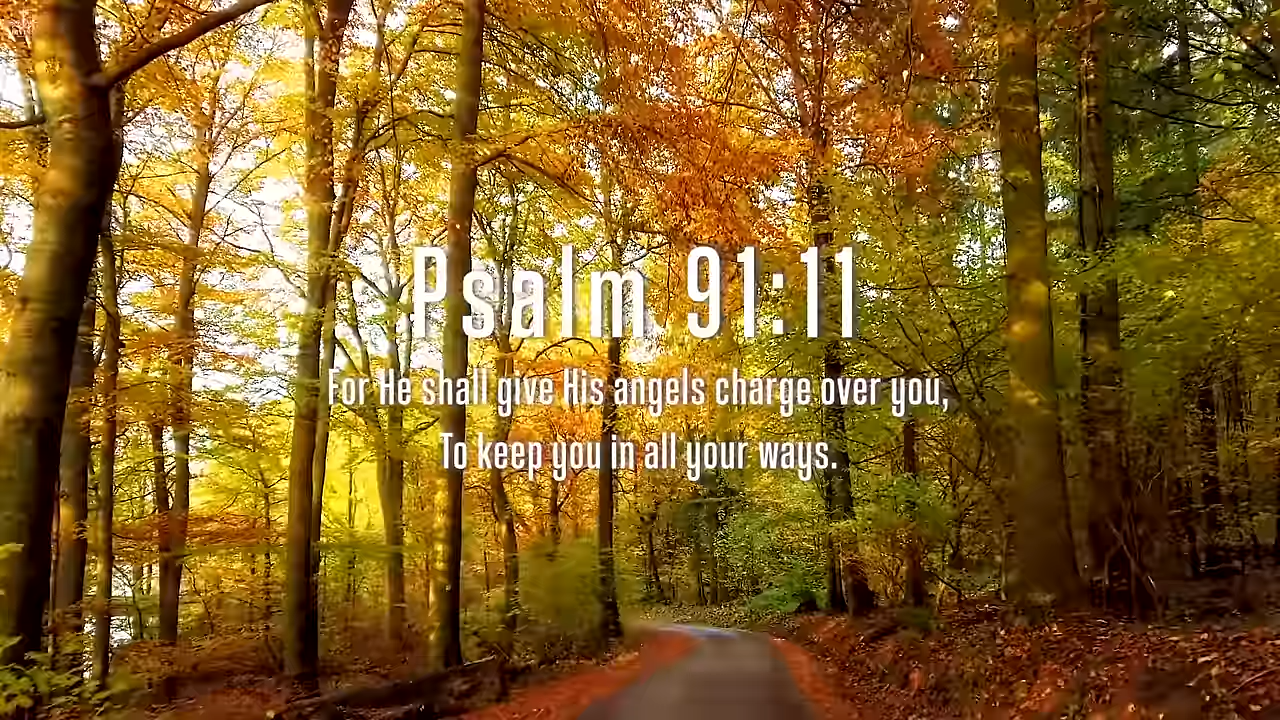 Psalm 91:11
For He shall give His angels charge over you,
To keep you in all your ways.